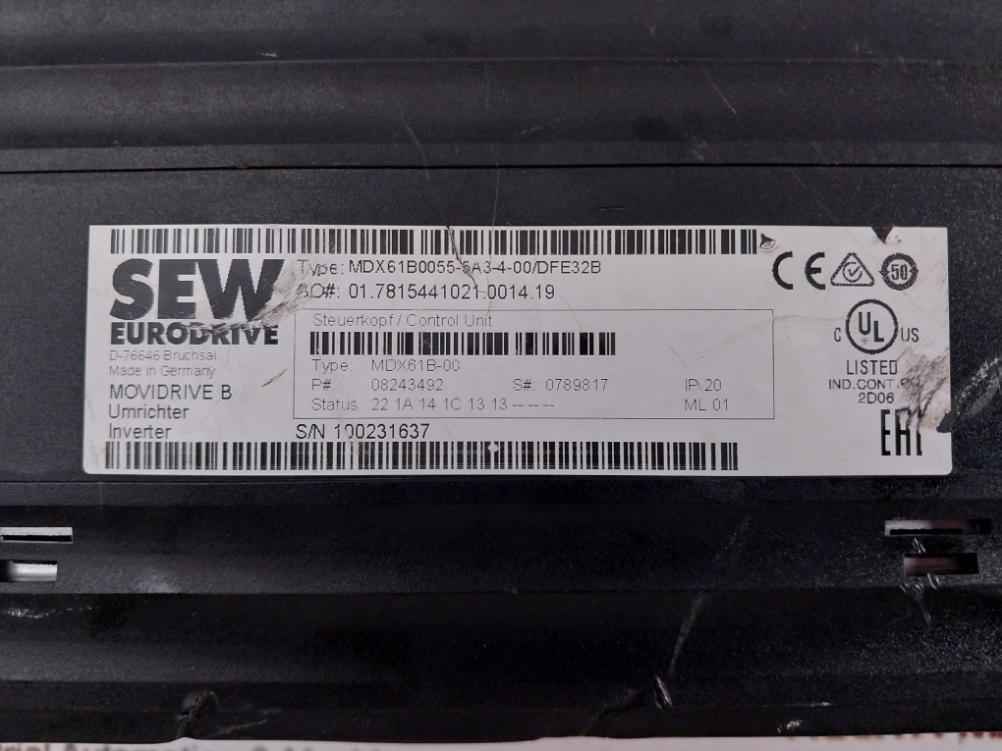 SEW
EURODRIVE
D-76646 Bruchsal
Made in Germany
MOVIDRIVE B
Umrichter
Inverter
Type: MDX61B0055-5A3-4-00/DFE32B
SO#: 01.7815441021.0014.19
Steuerkopf / Control Unit
Type: MDX61B-00
P# 08243492 S#: 0789817 IP 20
Status: 22 1A 14 1C 13 13 -- -- -- ML 01
S/N 100231637
CE 50
C UL US
LISTED
IND.CONT.
2D06
EAC